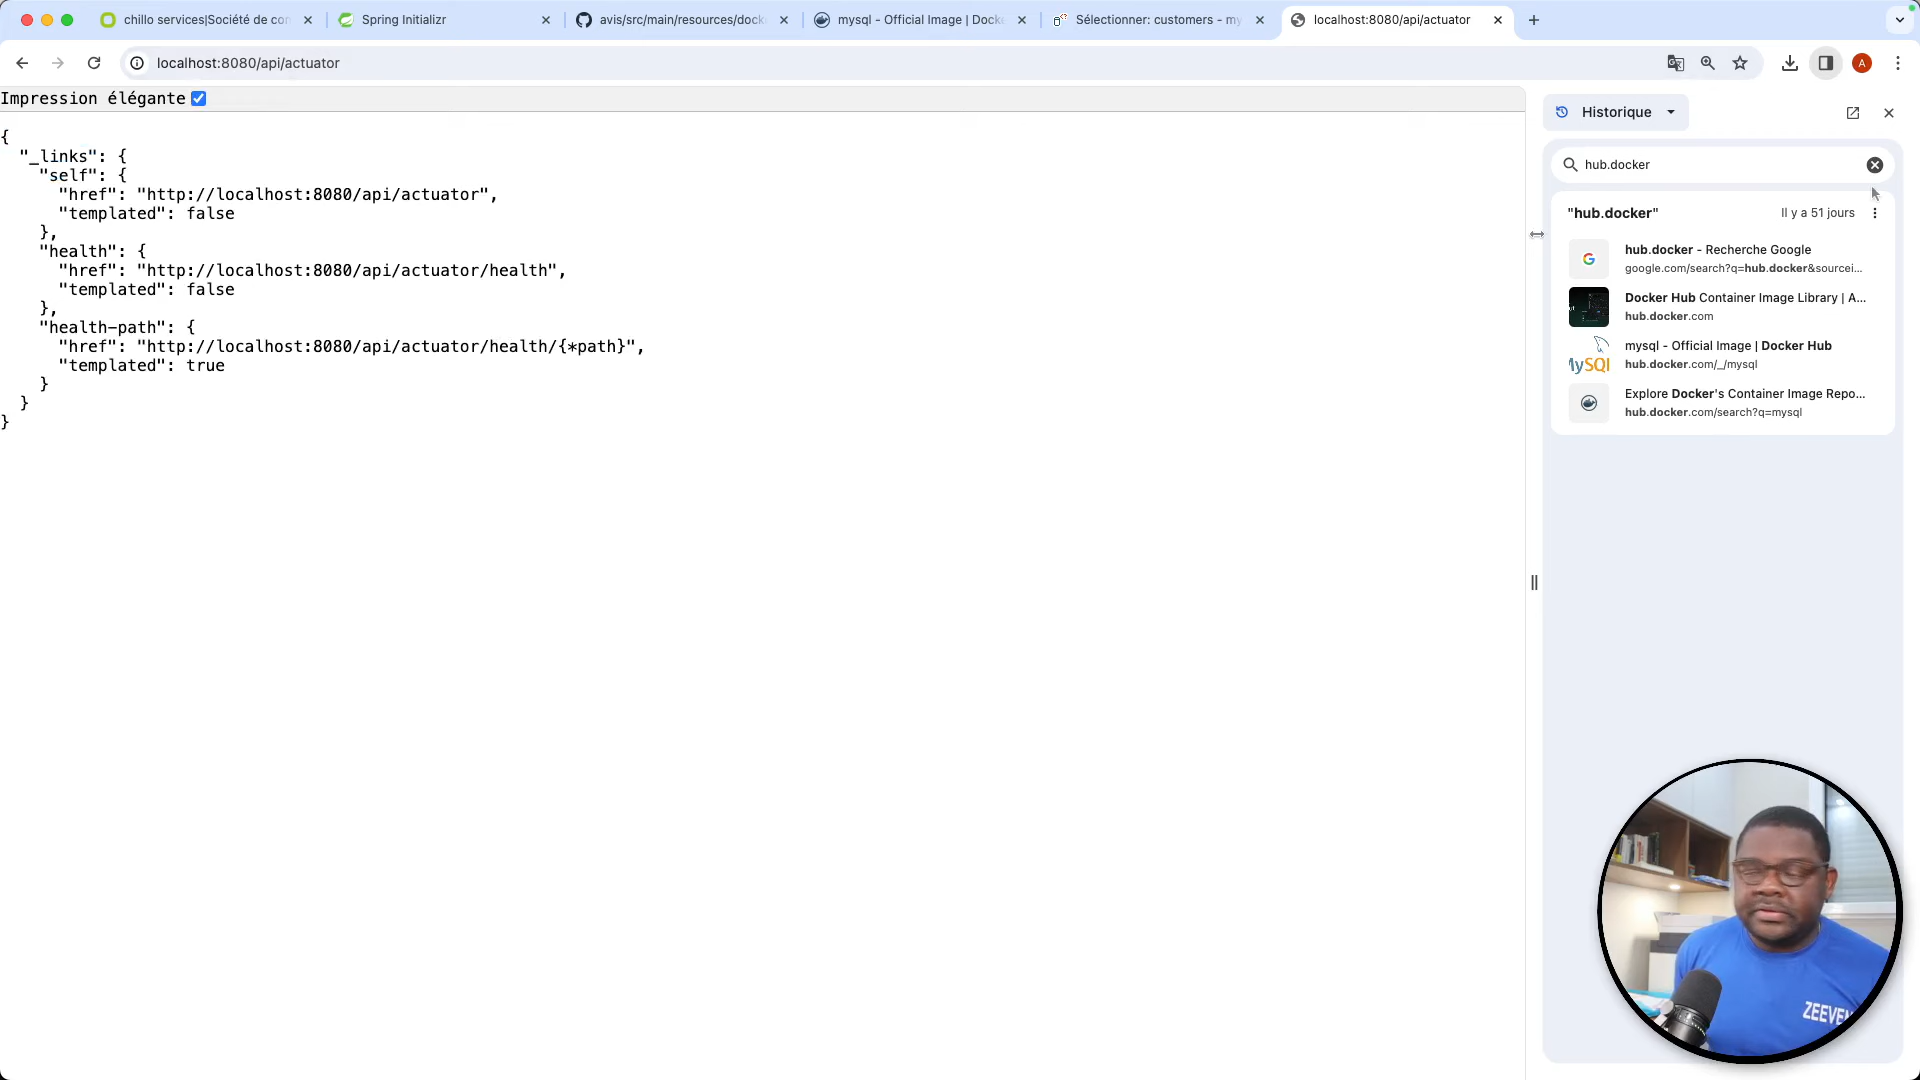 chillo services|Société de con
Spring Initializr
avis/src/main/resources/dock
mysql - Official Image | Docke
Sélectionner: customers - my
localhost:8080/api/actuator
localhost:8080/api/actuator
A
Impression élégante
{
"_links": {
"self": {
"href": "http://localhost:8080/api/actuator",
"templated": false
},
"health": {
"href": "http://localhost:8080/api/actuator/health",
"templated": false
},
"health-path": {
"href": "http://localhost:8080/api/actuator/health/{*path}",
"templated": true
}
}
}
Historique
hub.docker
"hub.docker"
Il y a 51 jours
hub.docker - Recherche Google
google.com/search?q=hub.docker&sourcei...
Docker Hub Container Image Library | A...
hub.docker.com
mysql - Official Image | Docker Hub
hub.docker.com/_/mysql
Explore Docker's Container Image Repo...
hub.docker.com/search?q=mysql
MySQL
ZEEVEN